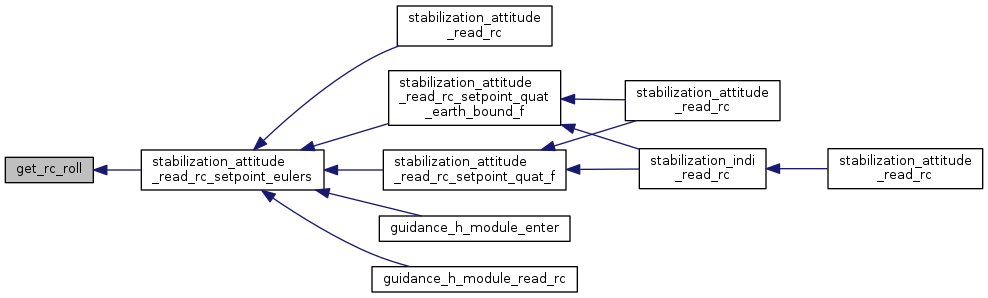 get_rc_roll
stabilization_attitude
_read_rc_setpoint_eulers
stabilization_attitude
_read_rc
stabilization_attitude
_read_rc_setpoint_quat
_earth_bound_f
stabilization_attitude
_read_rc_setpoint_quat_f
guidance_h_module_enter
guidance_h_module_read_rc
stabilization_attitude
_read_rc
stabilization_indi
_read_rc
stabilization_attitude
_read_rc